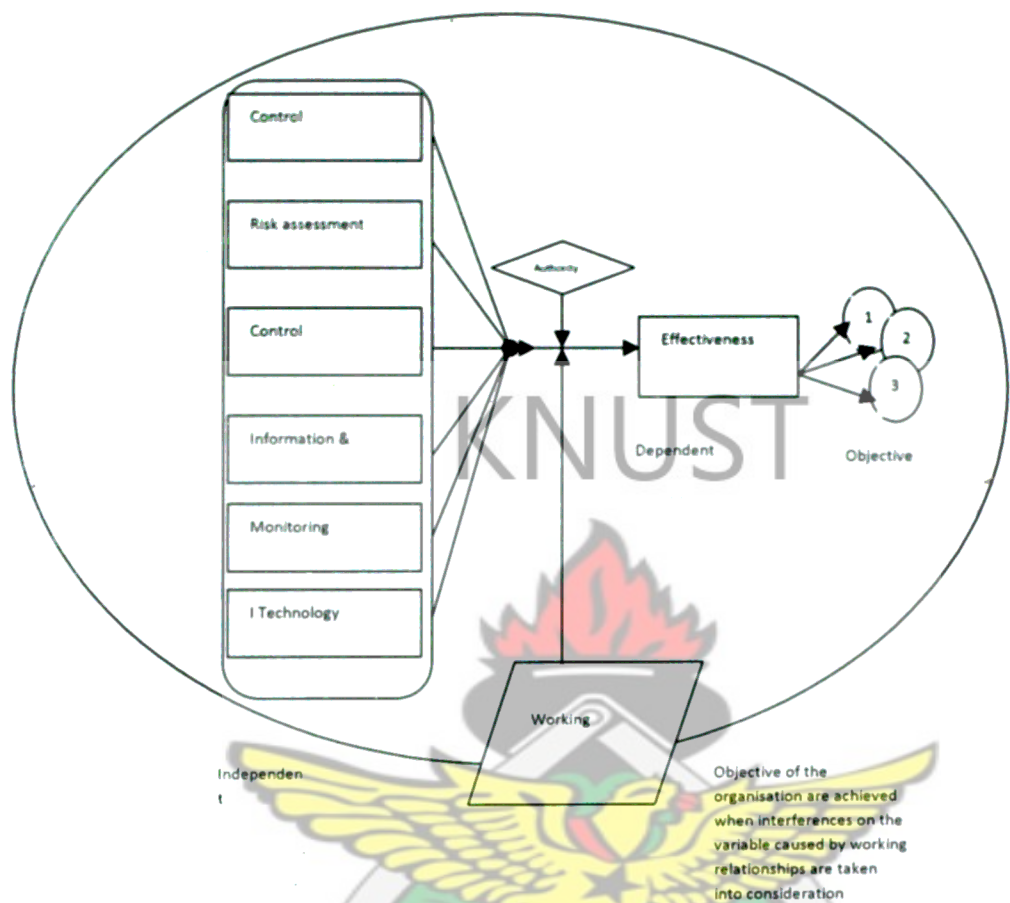 Control
Risk assessment
Control
Information &
Monitoring
I Technology
Authority
Effectiveness
1
2
3
KNUST
Dependent
Objective
Working
Independen
t
Objective of the
organisation are achieved
when interferences on the
variable caused by working
relationships are taken
into consideration